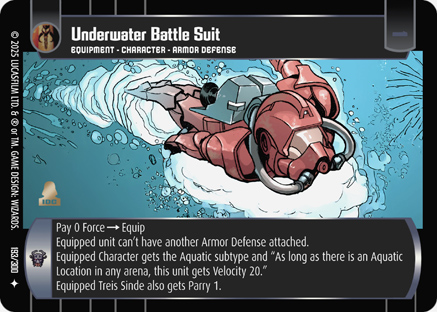 Underwater Battle Suit
EQUIPMENT - CHARACTER - ARMOR DEFENSE
Pay 0 Force → Equip
Equipped unit can't have another Armor Defense attached.
Equipped Character gets the Aquatic subtype and "As long as there is an Aquatic
Location in any arena, this unit gets Velocity 20."
Equipped Treis Sinde also gets Parry 1.
© 2025 LUCASFILM LTD. & ® or TM. GAME DESIGN: WIZARDS.
183/300